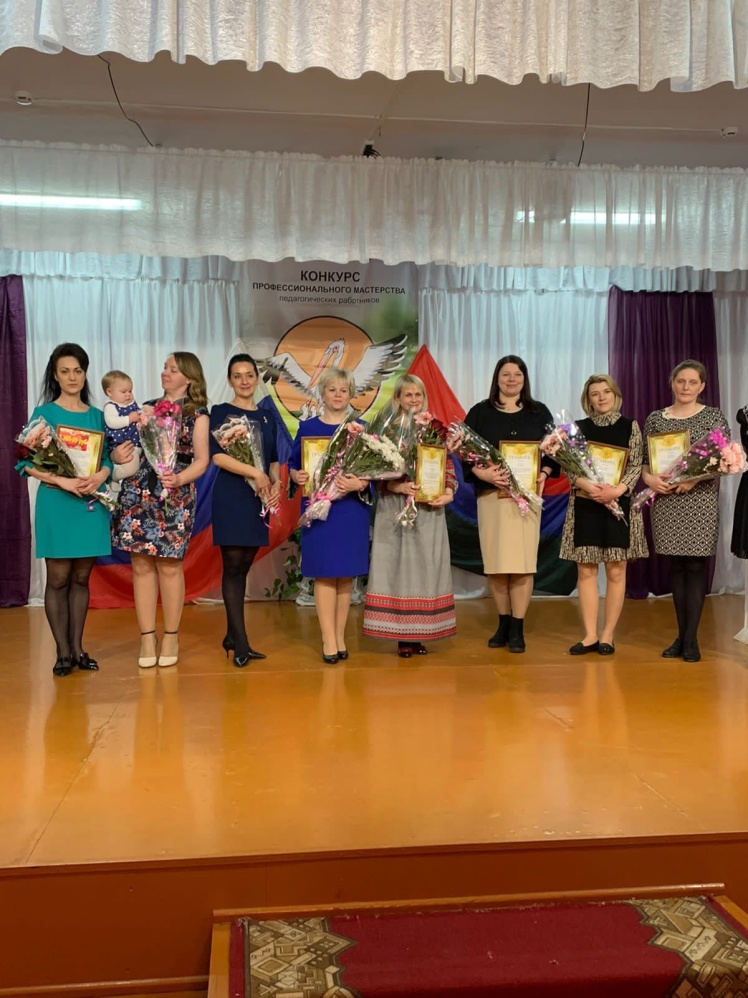 КОНКУРС
ПРОФЕССИОНАЛЬНОГО МАСТЕРСТВА
педагогических работников